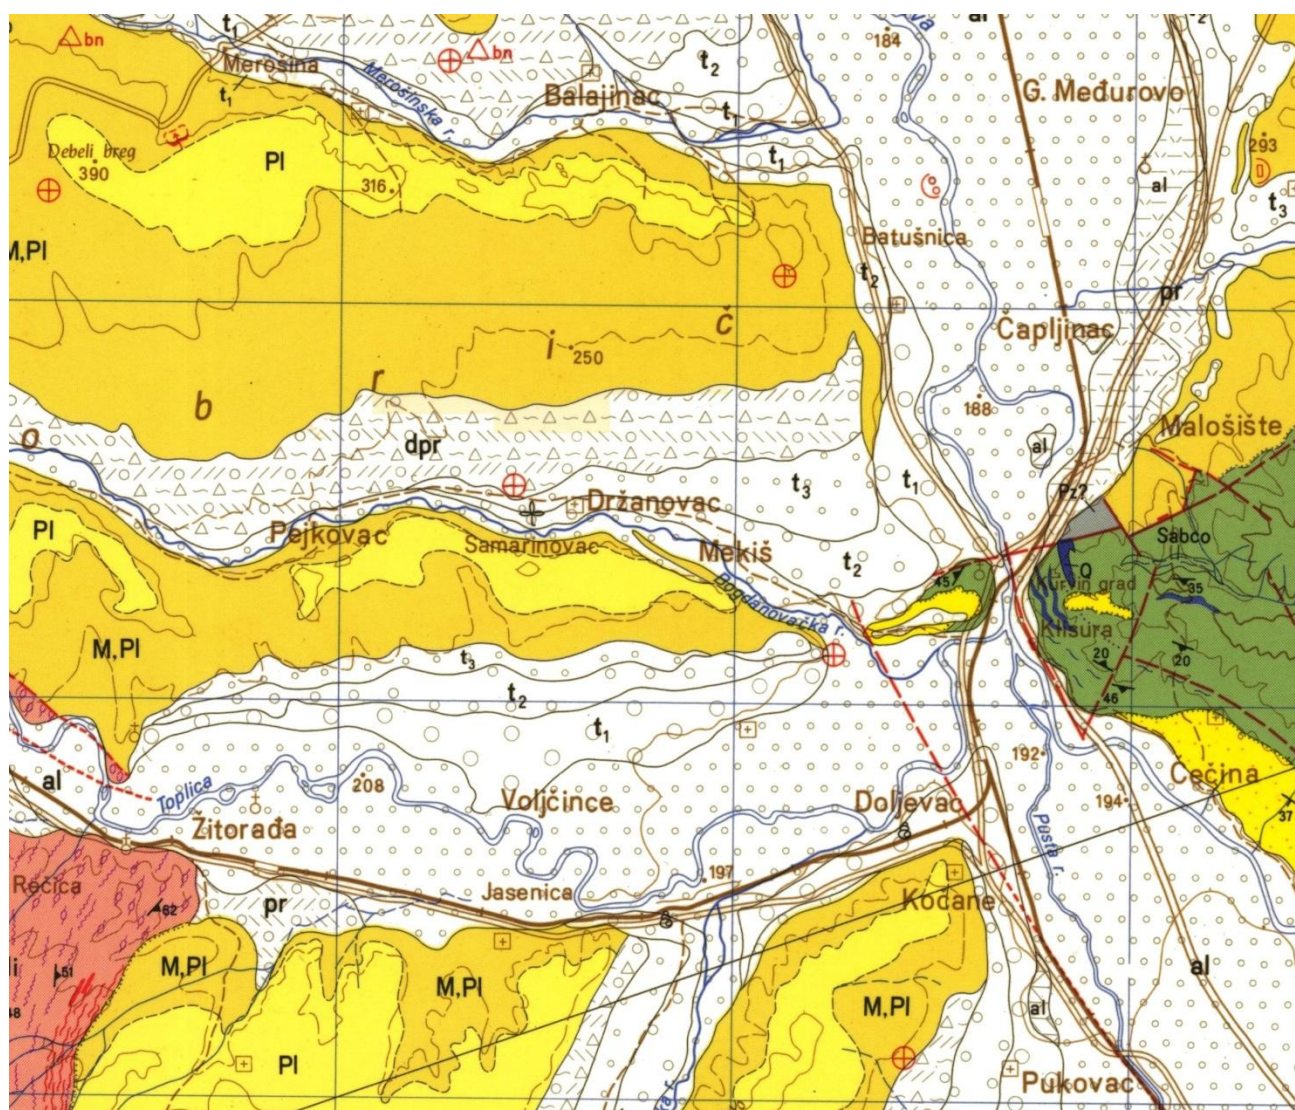 t₁
al
t₂
bn
bn
184
Merošina
Merošinska r.
t₂
Balajinac
G. Međurovo
t₁
t₁
Debeli breg
390
Pl
316
t₁
293
al
t₃
M,Pl
Batušnica
t₂
pr
č
Čapljinac
i
250
r
b
188
o
Malošište
dpr
al
t₃
t₁
Pz?
Držanovac
Pl
Pejkovac
Samarinovac
Mekiš
Sabco
t₂
45
Q
Kurvin grad
35
Bogdanovačka r.
Klisura
M,Pl
t₃
20
20
t₂
46
t₁
192
al
Toplica
208
Voljčince
Doljevac
194
Čečina
37
Žitorađa
Pusta r.
Rečica
Jasenica
197
pr
62
Kočane
M,Pl
51
M,Pl
al
48
M,Pl
al
Pl
Pukovac